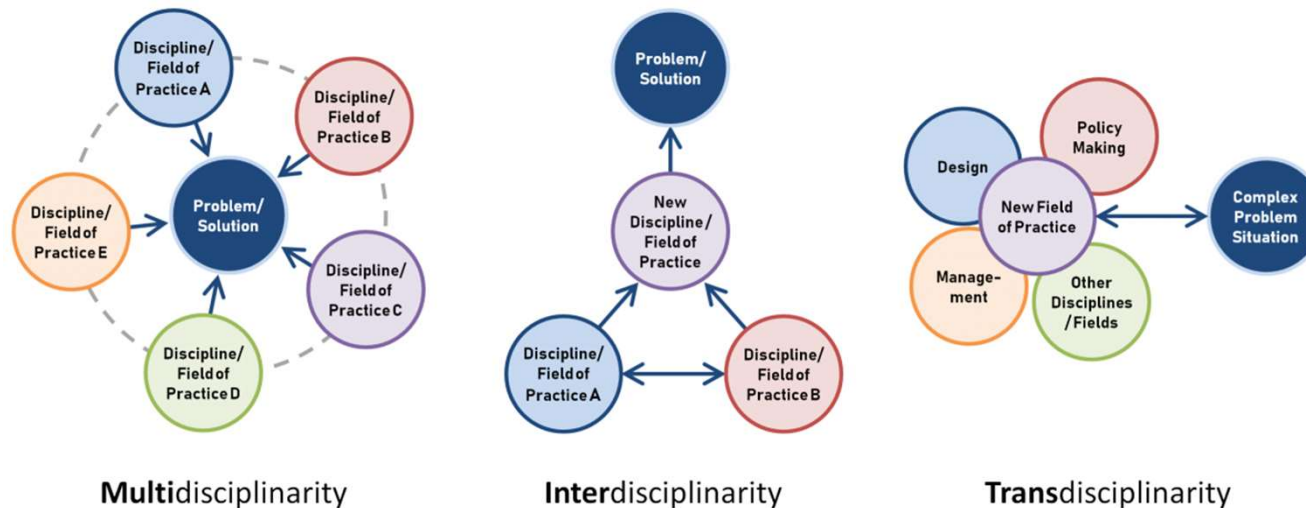 Discipline/
Field of
Practice A
Discipline/
Field of
Practice B
Problem/
Solution
Discipline/
Field of
Practice E
Discipline/
Field of
Practice C
Discipline/
Field of
Practice D
Multidisciplinarity
Problem/
Solution
New
Discipline/
Field of
Practice
Discipline/
Field of
Practice A
Discipline/
Field of
Practice B
Interdisciplinarity
Policy
Making
Design
New Field
of Practice
Complex
Problem
Situation
Manage-
ment
Other
Disciplines
/Fields
Transdisciplinarity